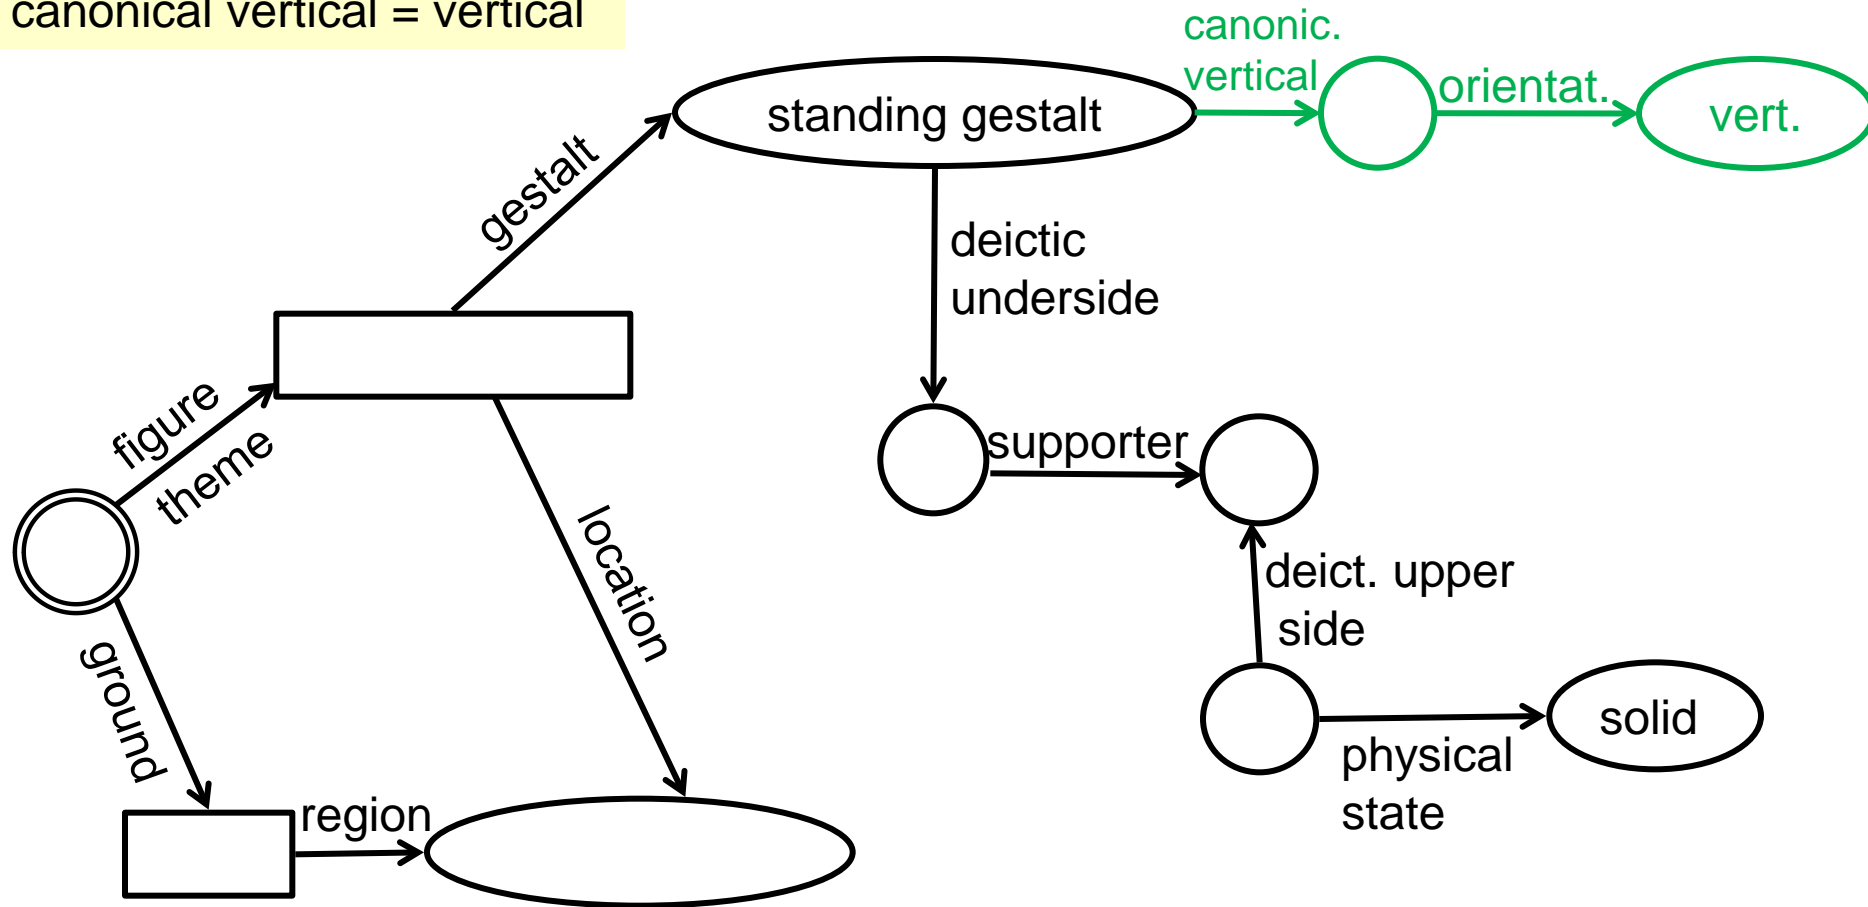 canonical vertical = vertical
canonic.
vertical
orientat.
standing gestalt
vert.
gestalt
deictic
underside
figure
theme
supporter
location
deict. upper
side
ground
solid
physical
state
region